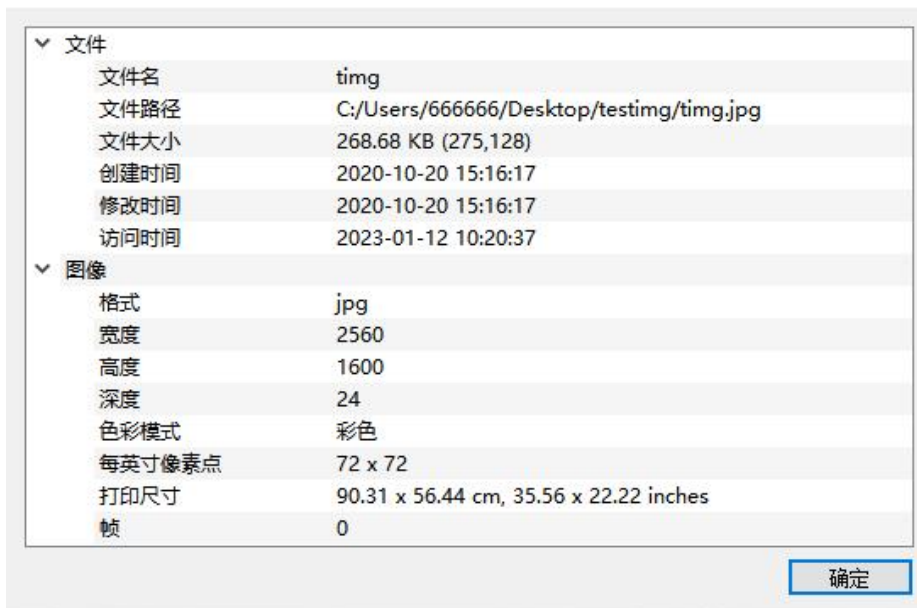 文件
文件名 timg
文件路径 C:/Users/666666/Desktop/testimg/timg.jpg
文件大小 268.68 KB (275,128)
创建时间 2020-10-20 15:16:17
修改时间 2020-10-20 15:16:17
访问时间 2023-01-12 10:20:37
图像
格式 jpg
宽度 2560
高度 1600
深度 24
色彩模式 彩色
每英寸像素点 72 x 72
打印尺寸 90.31 x 56.44 cm, 35.56 x 22.22 inches
帧 0
确定